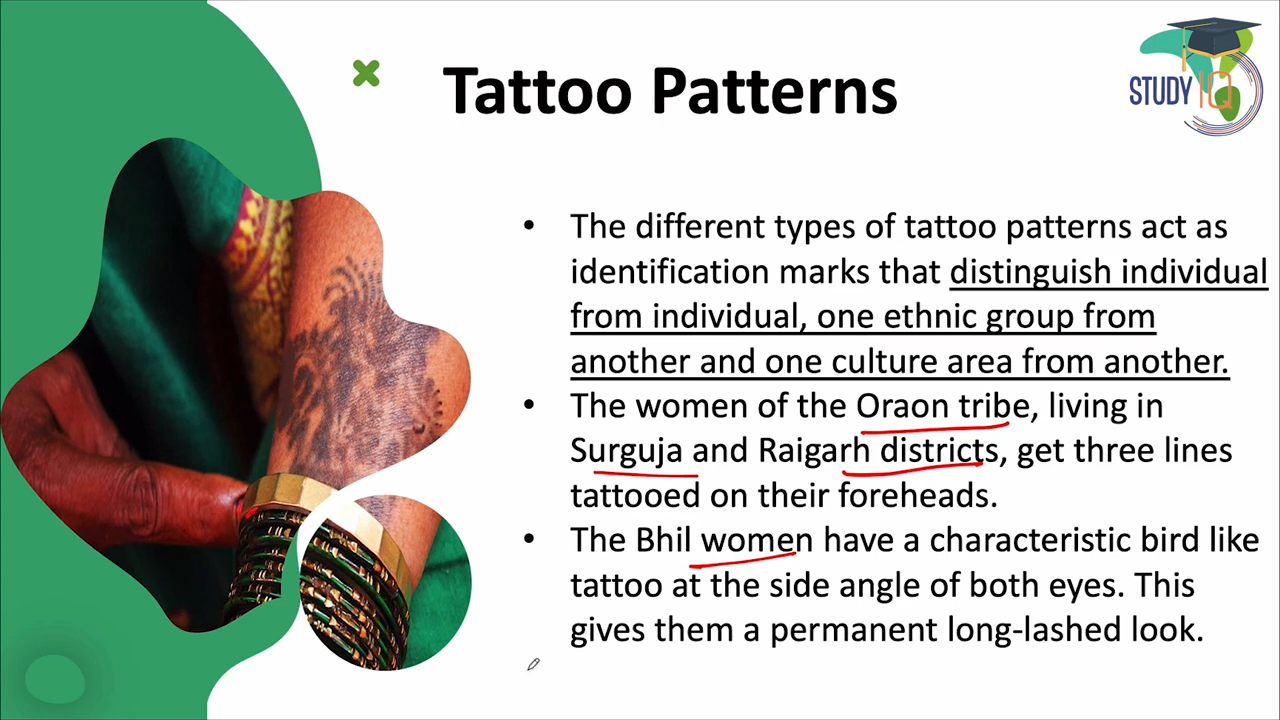 Tattoo Patterns
STUDY IQ
• The different types of tattoo patterns act as
identification marks that distinguish individual
from individual, one ethnic group from
another and one culture area from another.
• The women of the Oraon tribe, living in
Surguja and Raigarh districts, get three lines
tattooed on their foreheads.
• The Bhil women have a characteristic bird like
tattoo at the side angle of both eyes. This
gives them a permanent long-lashed look.